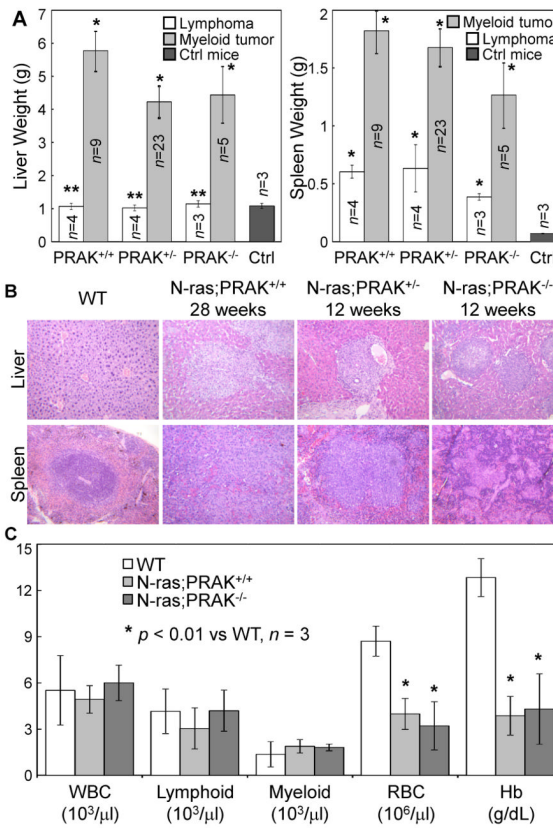 A
Lymphoma
Myeloid tumor
Ctrl mice
Liver Weight (g)
7
6
5
4
3
2
1
0
** * ** * ** *
n=4 n=9 n=4 n=23 n=3 n=5 n=3
PRAK+/+ PRAK+/- PRAK-/- Ctrl
Myeloid tumor
Lymphoma
Ctrl mice
Spleen Weight (g)
2
1.5
1
0.5
0
* * * * * *
n=4 n=9 n=4 n=23 n=3 n=5 n=3
PRAK+/+ PRAK+/- PRAK-/- Ctrl
B
WT
N-ras;PRAK+/+
28 weeks
N-ras;PRAK+/-
12 weeks
N-ras;PRAK-/-
12 weeks
Liver
Spleen
C
WT
N-ras;PRAK+/+
N-ras;PRAK-/-
* p < 0.01 vs WT, n = 3
15
12
9
6
3
0
* * * *
WBC Lymphoid Myeloid RBC Hb
(10³/µl) (10³/µl) (10³/µl) (10⁶/µl) (g/dL)